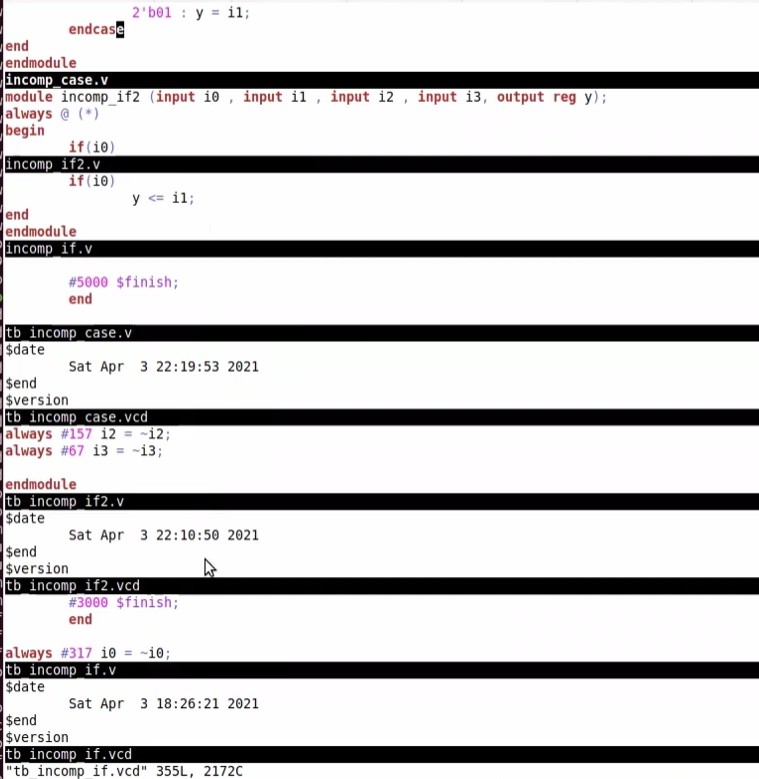 2'b01 : y = i1;
endcase
end
endmodule
incomp_case.v
module incomp_if2 (input i0 , input i1 , input i2 , input i3, output reg y);
always @ (*)
begin
if(i0)
incomp_if2.v
if(i0)
y <= i1;
end
endmodule
incomp_if.v
#5000 $finish;
end
tb_incomp_case.v
$date
Sat Apr  3 22:19:53 2021
$end
$version
tb_incomp_case.vcd
always #157 i2 = ~i2;
always #67 i3 = ~i3;
endmodule
tb_incomp_if2.v
$date
Sat Apr  3 22:10:50 2021
$end
$version
tb_incomp_if2.vcd
#3000 $finish;
end
always #317 i0 = ~i0;
tb_incomp_if.v
$date
Sat Apr  3 18:26:21 2021
$end
$version
tb_incomp_if.vcd
"tb_incomp_if.vcd" 355L, 2172C